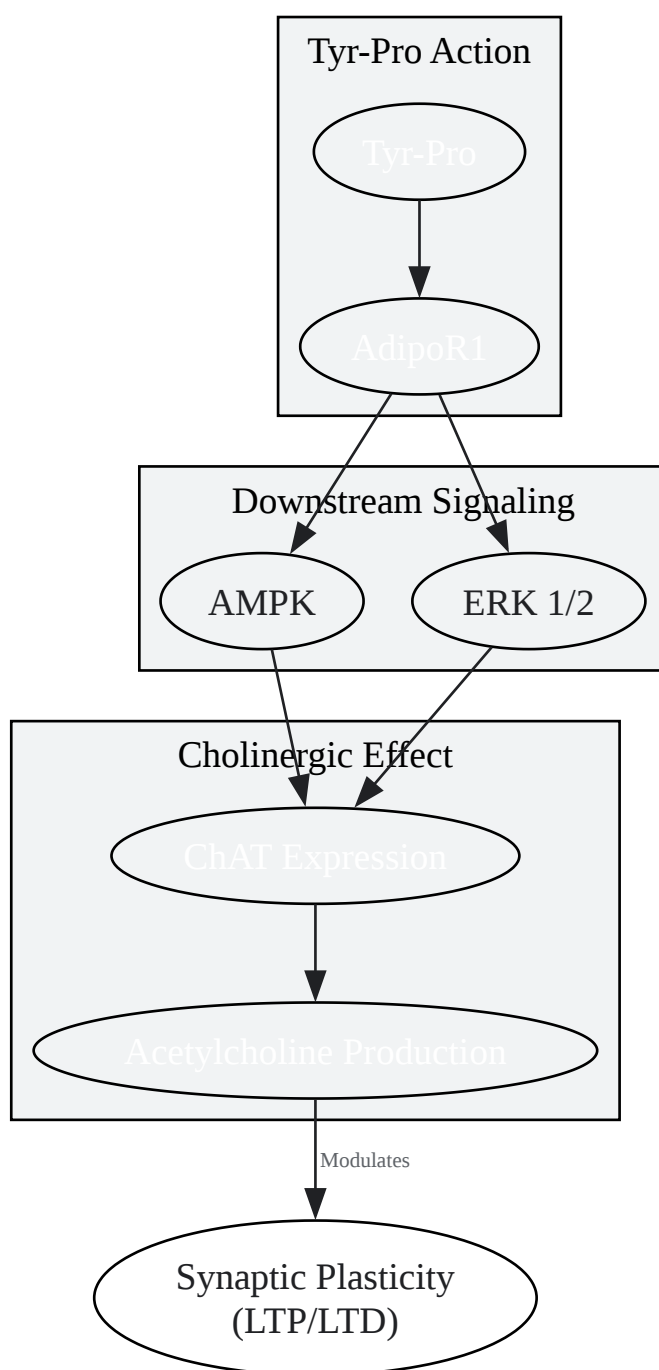 Tyr-Pro Action
Tyr-Pro
AdipoR1
Downstream Signaling
AMPK
ERK 1/2
Cholinergic Effect
ChAT Expression
Acetylcholine Production
Modulates
Synaptic Plasticity
(LTP/LTD)